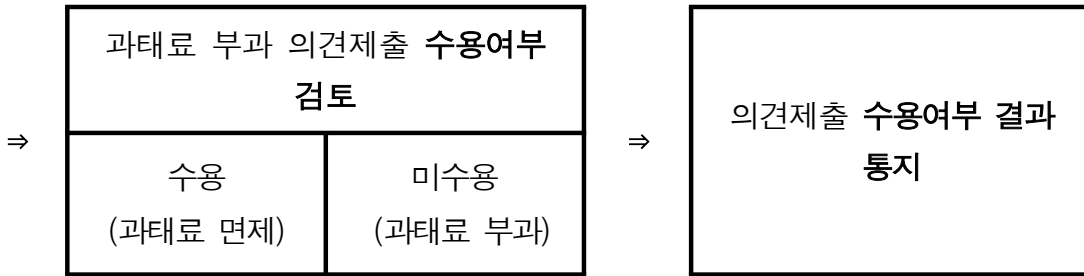 과태료 부과 의견제출 수용여부
검토
⇒
수용
(과태료 면제)
미수용
(과태료 부과)
⇒
의견제출 수용여부 결과
통지